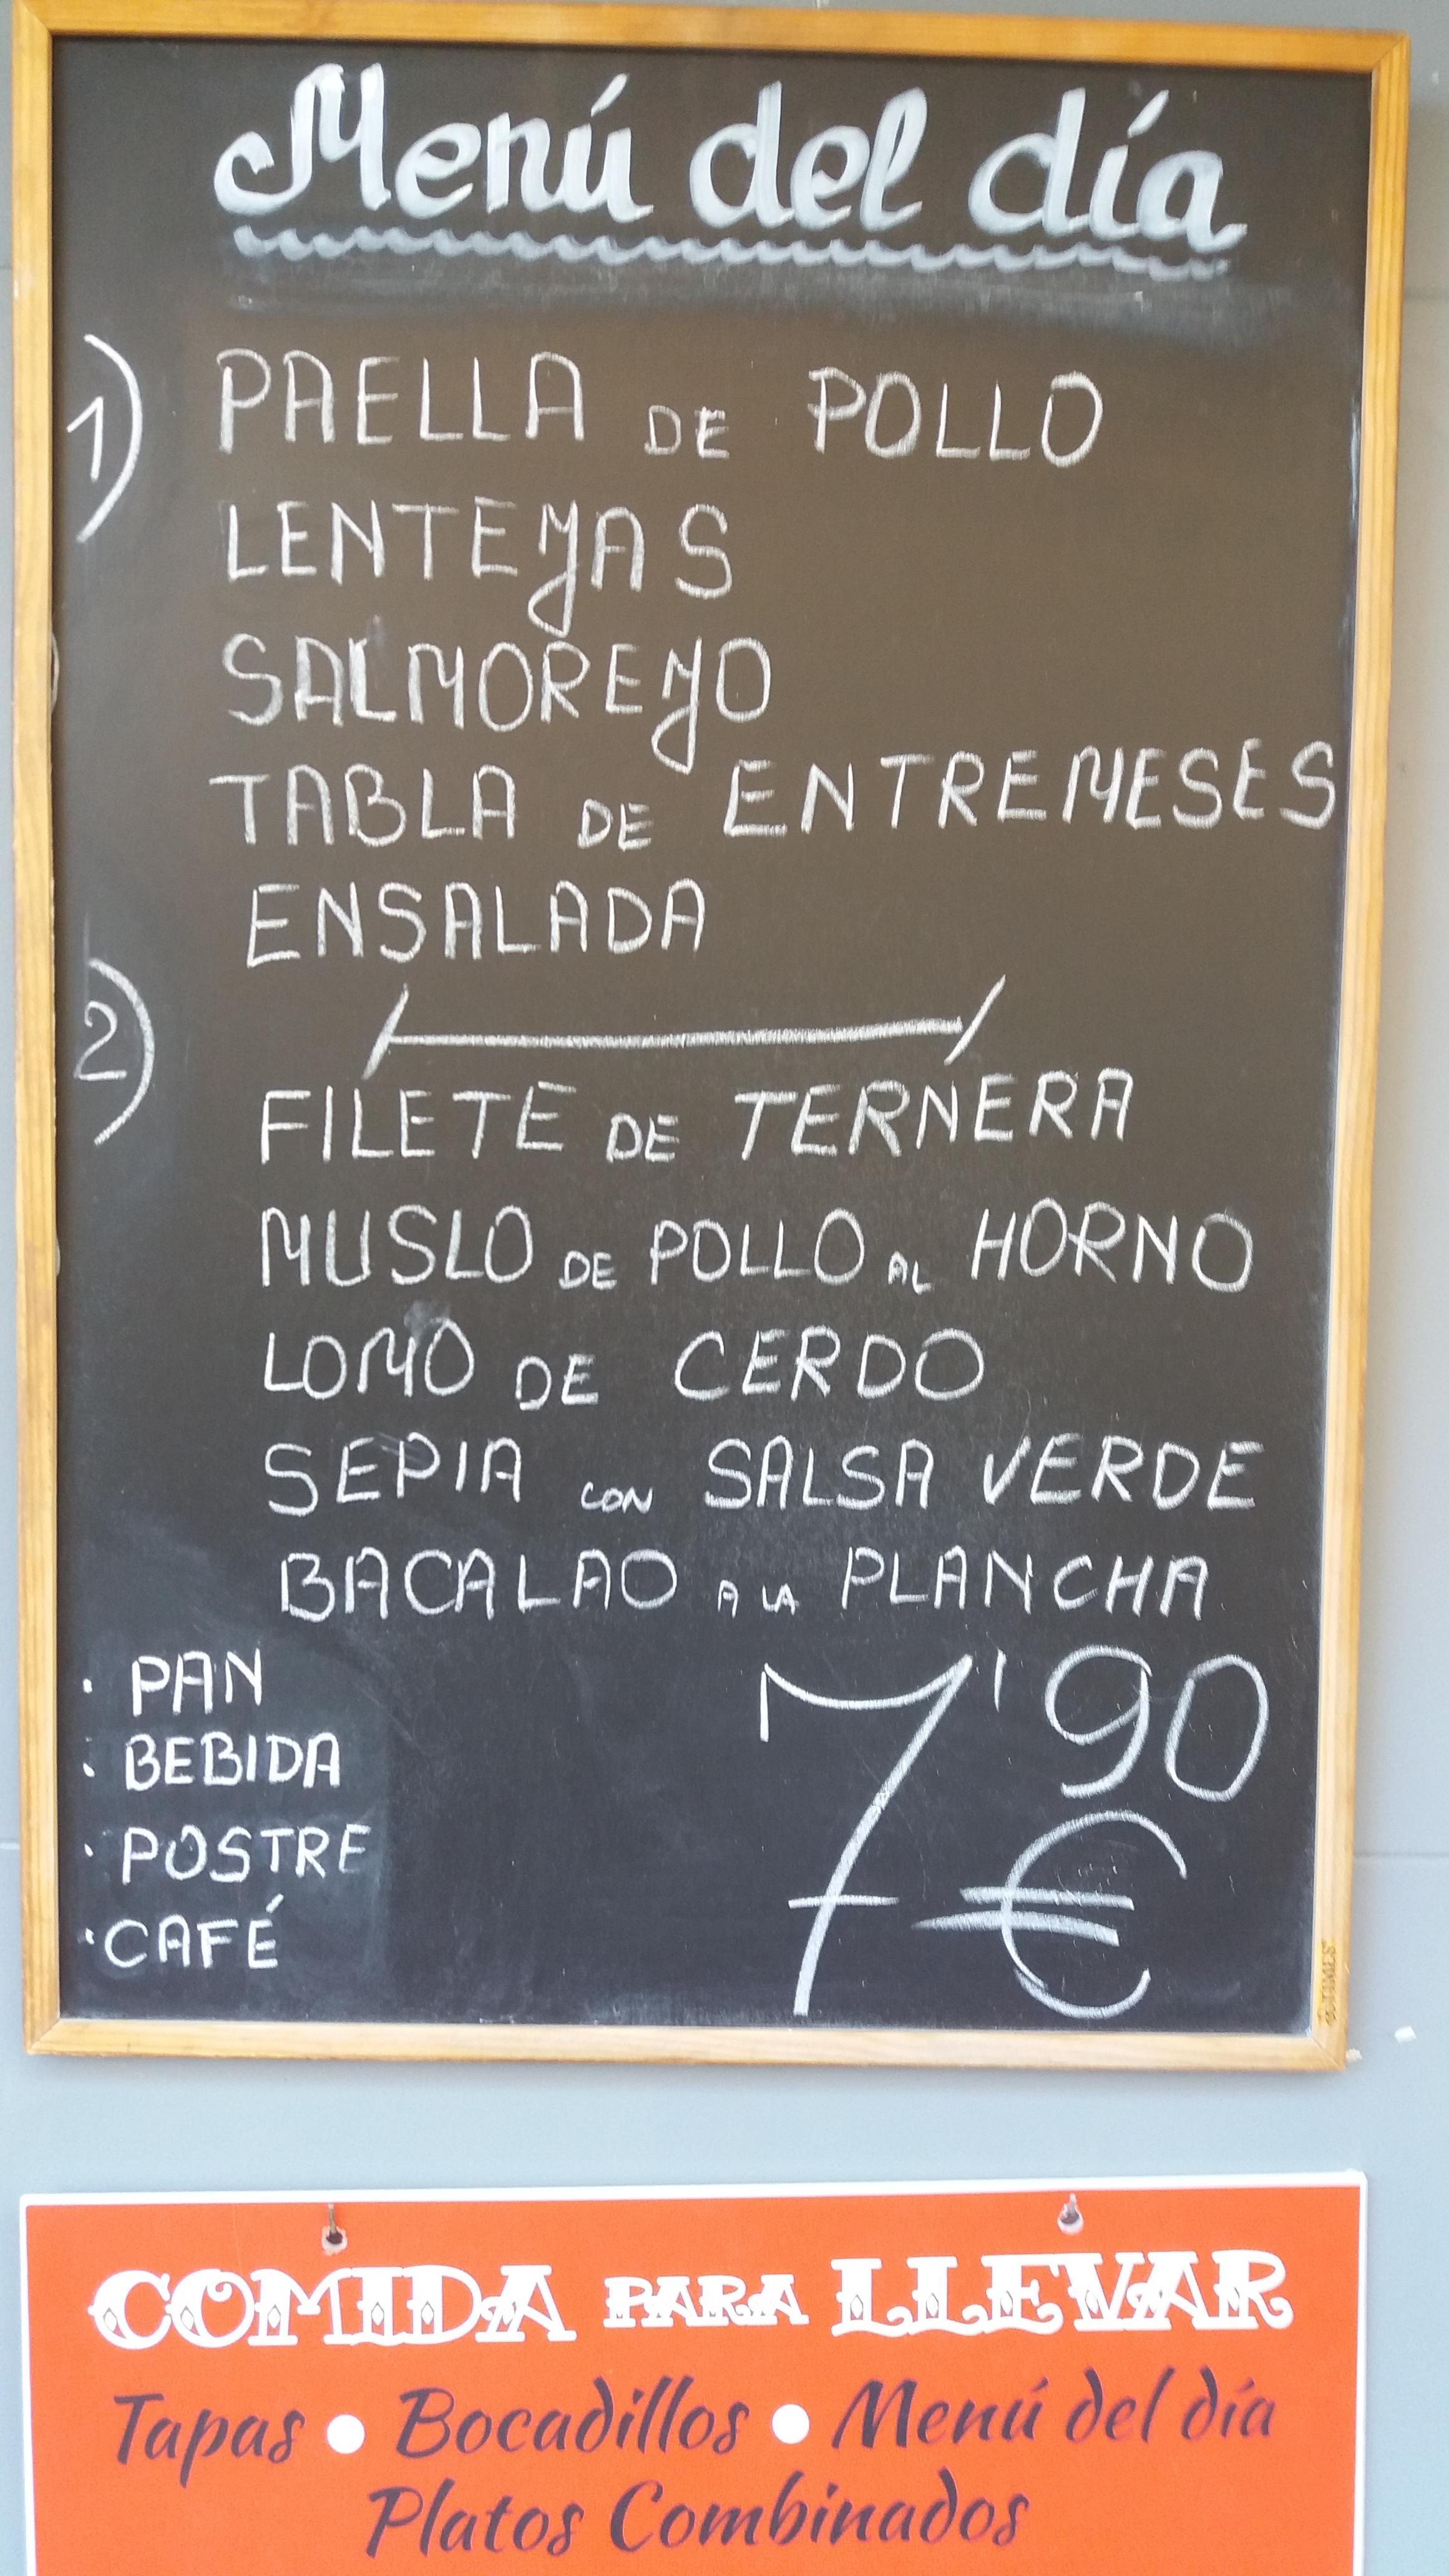 Menú del día
1) PAELLA DE POLLO
LENTEJAS
SALMOREJO
TABLA DE ENTREMESES
ENSALADA
2)
FILETE DE TERNERA
MUSLO DE POLLO AL HORNO
LOMO DE CERDO
SEPIA CON SALSA VERDE
BACALAO A LA PLANCHA
· PAN
· BEBIDA
· POSTRE
· CAFÉ
7'90
€
COMIDA PARA LLEVAR
Tapas • Bocadillos • Menú del día
Platos Combinados